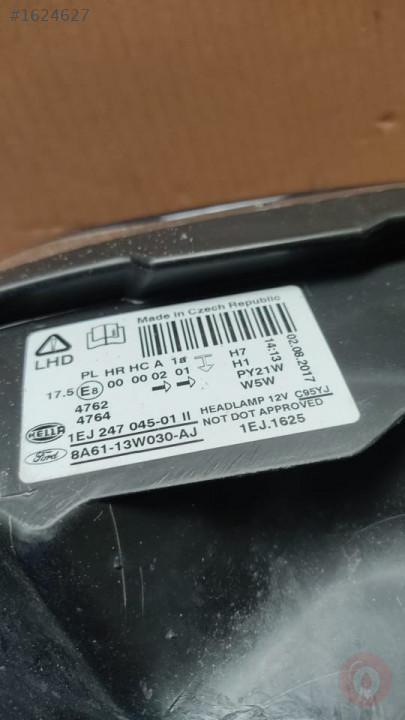 #1624627
Made in Czech Republic
LHD
PL HR HC A 1a
17.5 E8 00 00 02 01
4762
4764
14:13 02.08.2017
H7
H1
PY21W
W5W
HELLA 1EJ 247 045-01 II
HEADLAMP 12V C95YJ
Ford 8A61-13W030-AJ
NOT DOT APPROVED
1EJ.1625